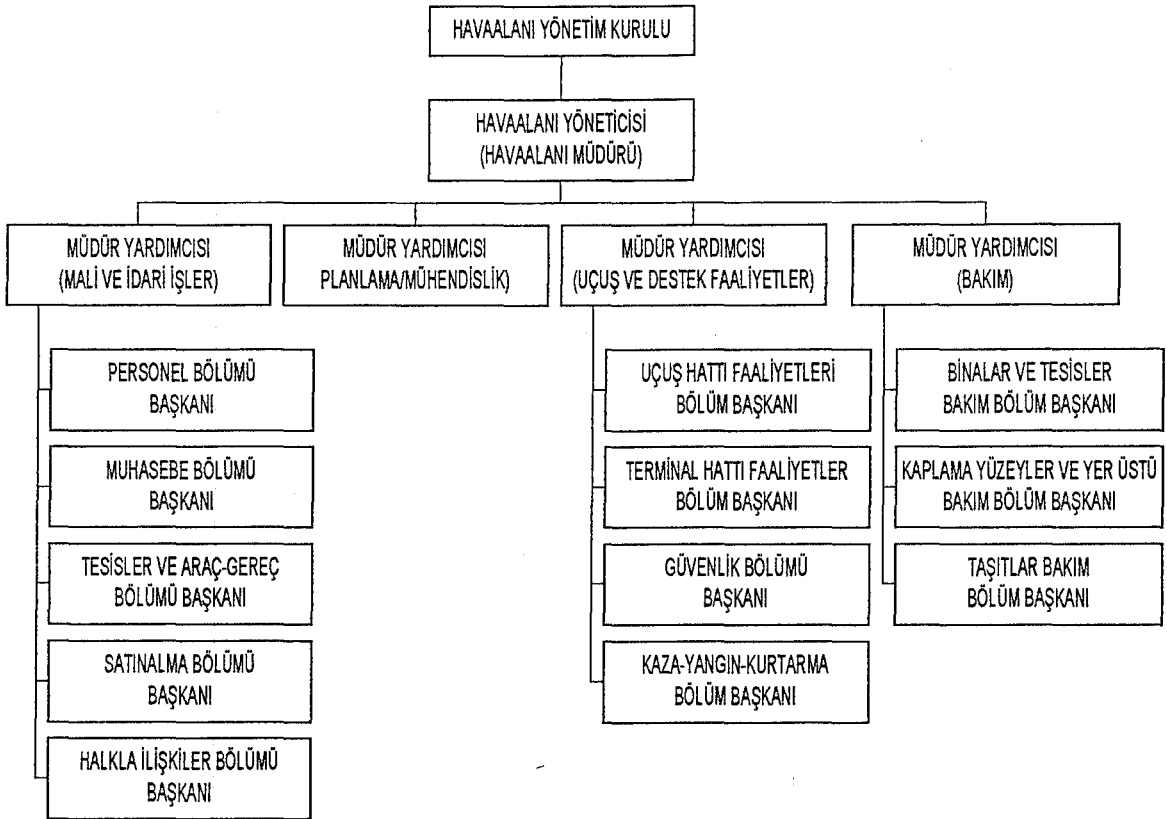 HAVAALANI YÖNETİM KURULU
HAVAALANI YÖNETİCİSİ
(HAVAALANI MÜDÜRÜ)
MÜDÜR YARDIMCISI
(MALİ VE İDARİ İŞLER)
MÜDÜR YARDIMCISI
PLANLAMA/MÜHENDİSLİK)
MÜDÜR YARDIMCISI
(UÇUŞ VE DESTEK FAALİYETLER)
MÜDÜR YARDIMCISI
(BAKIM)
PERSONEL BÖLÜMÜ
BAŞKANI
MUHASEBE BÖLÜMÜ
BAŞKANI
TESİSLER VE ARAÇ-GEREÇ
BÖLÜMÜ BAŞKANI
SATINALMA BÖLÜMÜ
BAŞKANI
HALKLA İLİŞKİLER BÖLÜMÜ
BAŞKANI
UÇUŞ HATTI FAALİYETLERİ
BÖLÜM BAŞKANI
TERMİNAL HATTI FAALİYETLER
BÖLÜM BAŞKANI
GÜVENLİK BÖLÜMÜ
BAŞKANI
KAZA-YANGIN-KURTARMA
BÖLÜM BAŞKANI
BİNALAR VE TESİSLER
BAKIM BÖLÜM BAŞKANI
KAPLAMA YÜZEYLER VE YER ÜSTÜ
BAKIM BÖLÜM BAŞKANI
TAŞITLAR BAKIM
BÖLÜM BAŞKANI